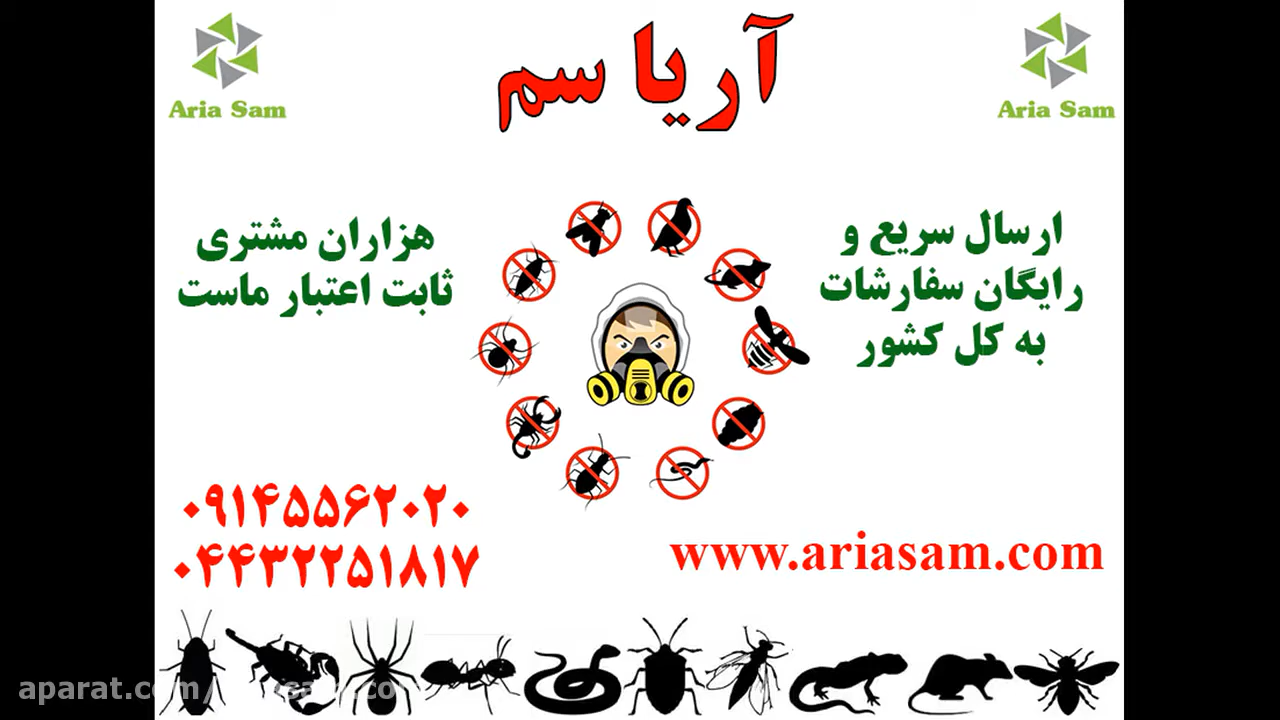 آریا سم
Aria Sam
Aria Sam
ارسال سریع و
رایگان سفارشات
به کل کشور
هزاران مشتری
ثابت اعتبار ماست
۰۹۱۴۵۵۶۲۰۲۰
۰۴۴۳۲۲۵۱۸۱۷
www.ariasam.com
aparat.com/